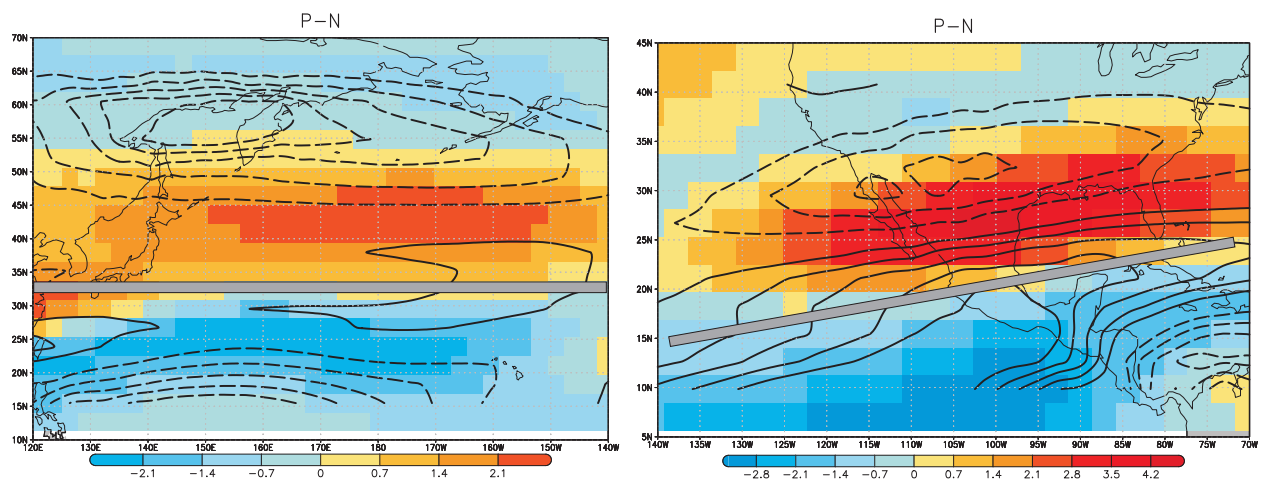 P-N
70N
65N
60N
55N
50N
45N
40N
35N
30N
25N
20N
15N
10N
120E 130E 140E 150E 160E 170E 180 170W 160W 150W 140W
-2.1 -1.4 -0.7 0 0.7 1.4 2.1
P-N
45N
40N
35N
30N
25N
20N
15N
10N
5N
140W 135W 130W 125W 120W 115W 110W 105W 100W 95W 90W 85W 80W 75W 70W
-2.8 -2.1 -1.4 -0.7 0 0.7 1.4 2.1 2.8 3.5 4.2